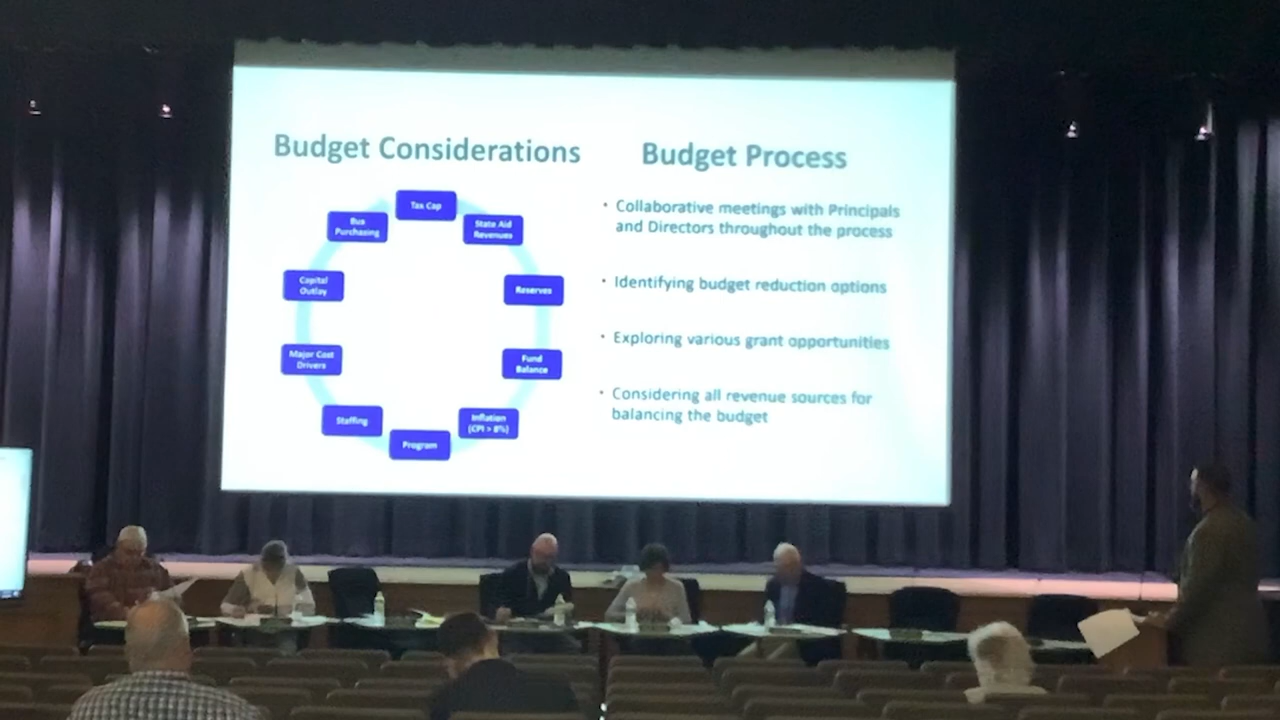 Budget Considerations
Tax Cap
State Aid
Revenues
Reserves
Fund
Balance
Inflation
(CPI > 8%)
Program
Staffing
Major Cost
Drivers
Capital
Outlay
Bus
Purchasing
Budget Process
• Collaborative meetings with Principals
and Directors throughout the process
• Identifying budget reduction options
• Exploring various grant opportunities
• Considering all revenue sources for
balancing the budget